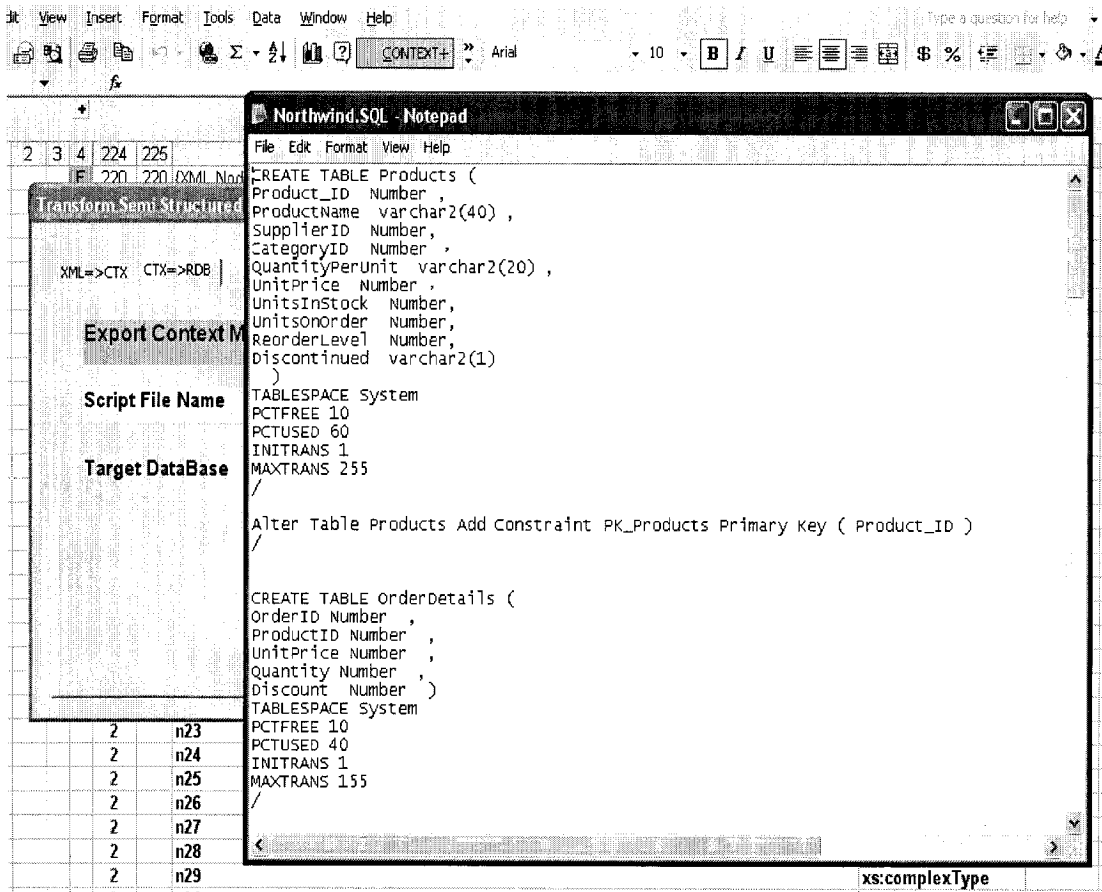 dit View Insert Format Tools Data Window Help Type a question for help
Σ CONTEXT+ » Arial 10 B I U $ %
fx
+
2 3 4 224 225
F 220 220 (XML Nod
Transform.Semi Structured
XML=>CTX CTX=>RDB
Export Context M
Script File Name
Target DataBase
Northwind.SQL - Notepad
File Edit Format View Help
CREATE TABLE Products (
Product_ID Number ,
ProductName varchar2(40) ,
SupplierID Number,
CategoryID Number ,
QuantityPerUnit varchar2(20) ,
UnitPrice Number ,
UnitsInStock Number,
UnitsOnOrder Number,
ReorderLevel Number,
Discontinued varchar2(1)
)
TABLESPACE System
PCTFREE 10
PCTUSED 60
INITRANS 1
MAXTRANS 255
/
Alter Table Products Add Constraint PK_Products Primary Key ( Product_ID )
/
CREATE TABLE OrderDetails (
OrderID Number ,
ProductID Number ,
UnitPrice Number ,
Quantity Number ,
Discount Number )
TABLESPACE System
PCTFREE 10
PCTUSED 40
INITRANS 1
MAXTRANS 155
/
2 n23
2 n24
2 n25
2 n26
2 n27
2 n28
2 n29 xs:complexType